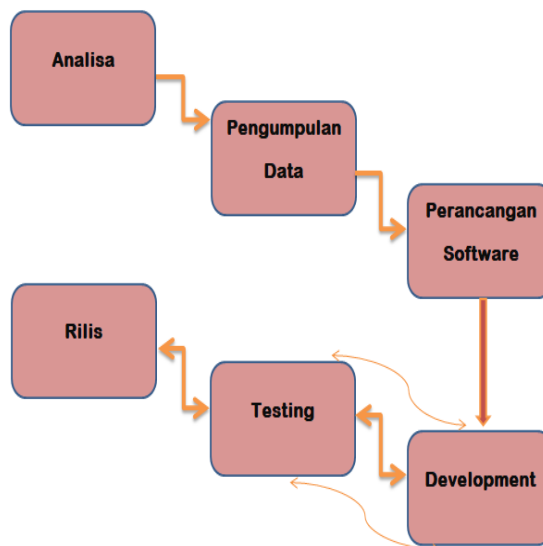 Analisa
Pengumpulan
Data
Perancangan
Software
Rilis
Testing
Development